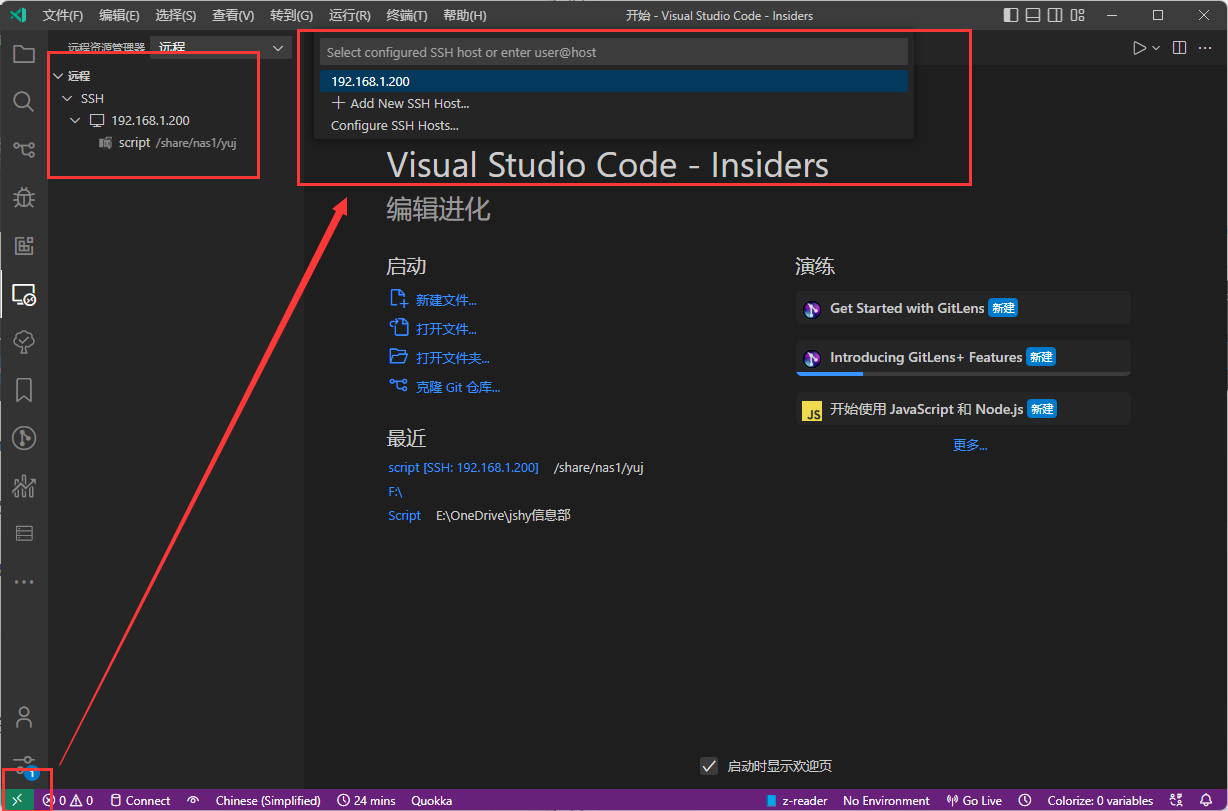 文件(F) 编辑(E) 选择(S) 查看(V) 转到(G) 运行(R) 终端(T) 帮助(H) 开始 - Visual Studio Code - Insiders
远程资源管理器 远程
远程
SSH
192.168.1.200
script /share/nas1/yuj
Select configured SSH host or enter user@host
192.168.1.200
Add New SSH Host...
Configure SSH Hosts...
Visual Studio Code - Insiders
编辑进化
启动
新建文件...
打开文件...
打开文件夹...
克隆 Git 仓库...
最近
script [SSH: 192.168.1.200] /share/nas1/yuj
F:\
Script E:\OneDrive\jshy信息部
演练
Get Started with GitLens 新建
Introducing GitLens+ Features 新建
JS 开始使用 JavaScript 和 Node.js 新建
更多...
启动时显示欢迎页
1
0 0 Connect Chinese (Simplified) 24 mins Quokka z-reader No Environment Go Live Colorize: 0 variables